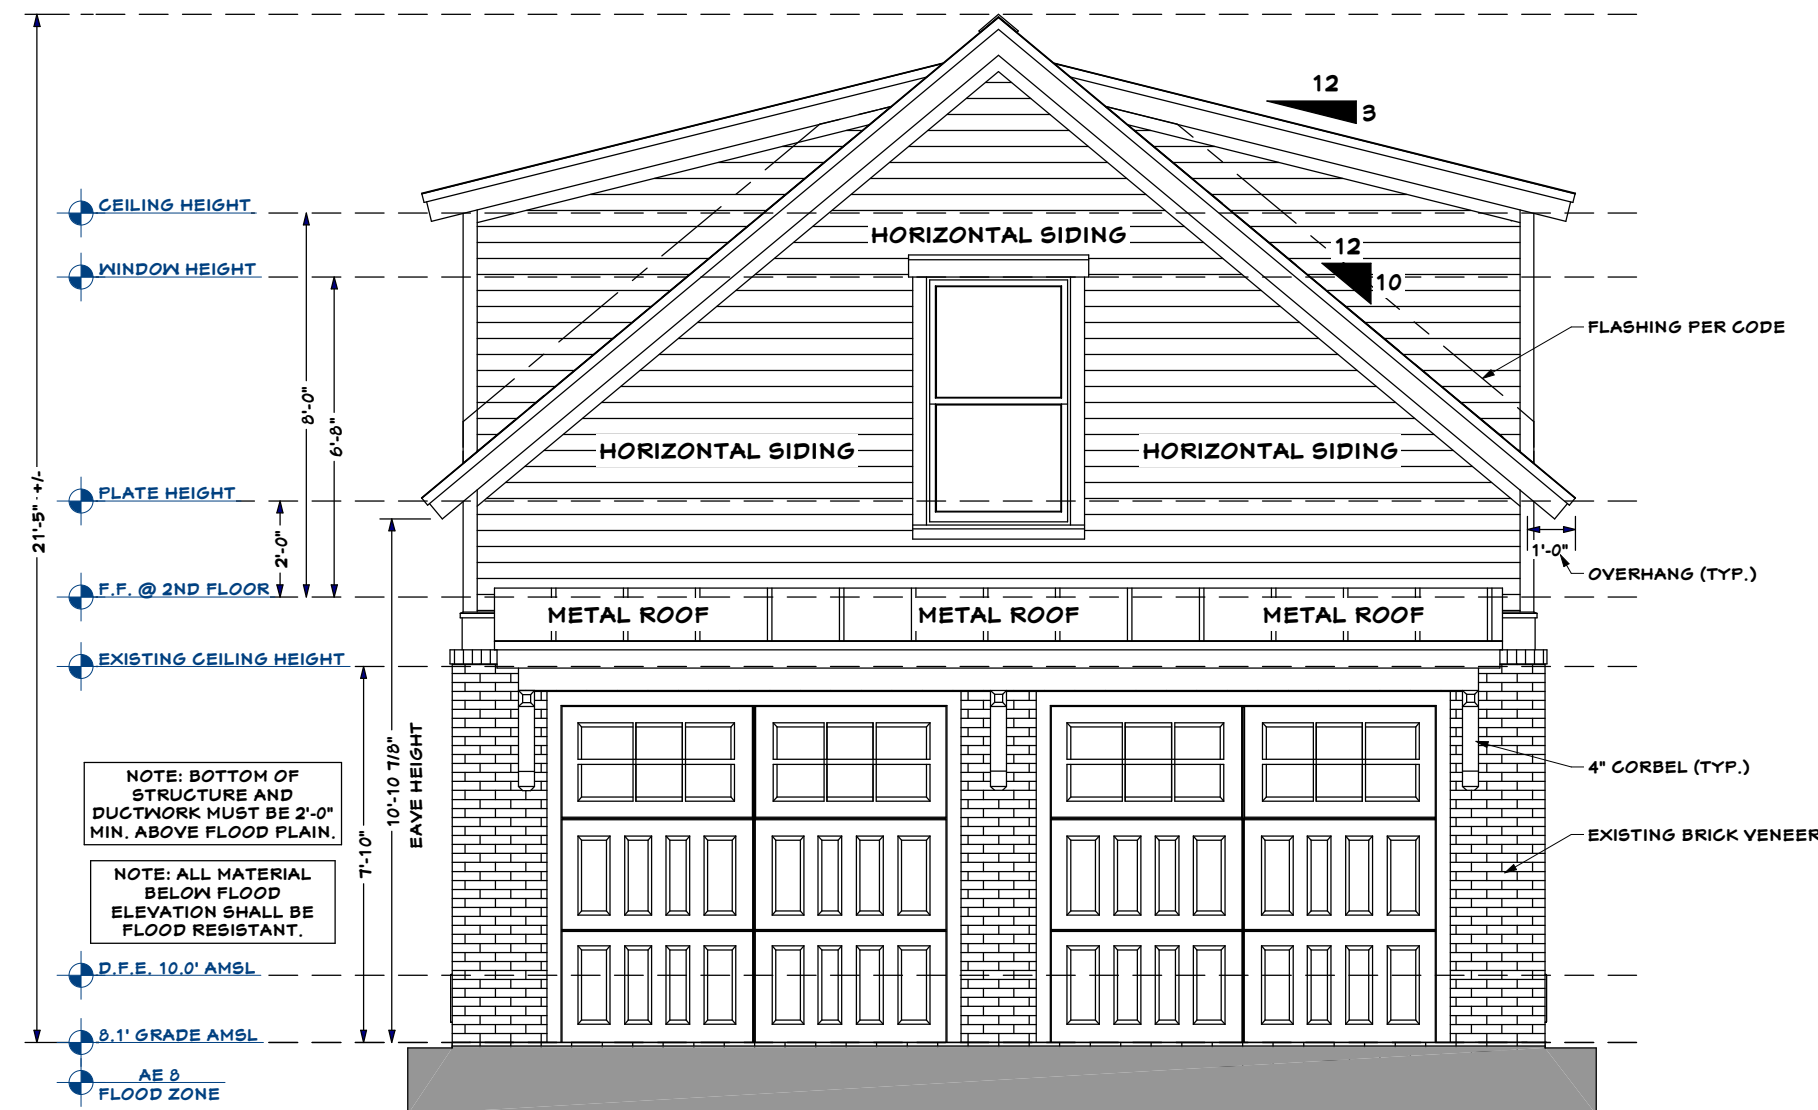 12
3
CEILING HEIGHT
HORIZONTAL SIDING
12
WINDOW HEIGHT
10
FLASHING PER CODE
8'-0"
6'-8"
HORIZONTAL SIDING
HORIZONTAL SIDING
PLATE HEIGHT
21'-5" +/-
2'-0"
1'-0"
OVERHANG (TYP.)
F.F. @ 2ND FLOOR
METAL ROOF
METAL ROOF
METAL ROOF
EXISTING CEILING HEIGHT
10'-10 7/8"
EAVE HEIGHT
7'-10"
4" CORBEL (TYP.)
NOTE: BOTTOM OF
STRUCTURE AND
DUCTWORK MUST BE 2'-0"
MIN. ABOVE FLOOD PLAIN.
EXISTING BRICK VENEER
NOTE: ALL MATERIAL
BELOW FLOOD
ELEVATION SHALL BE
FLOOD RESISTANT.
D.F.E. 10.0' AMSL
8.1' GRADE AMSL
AE 8
FLOOD ZONE